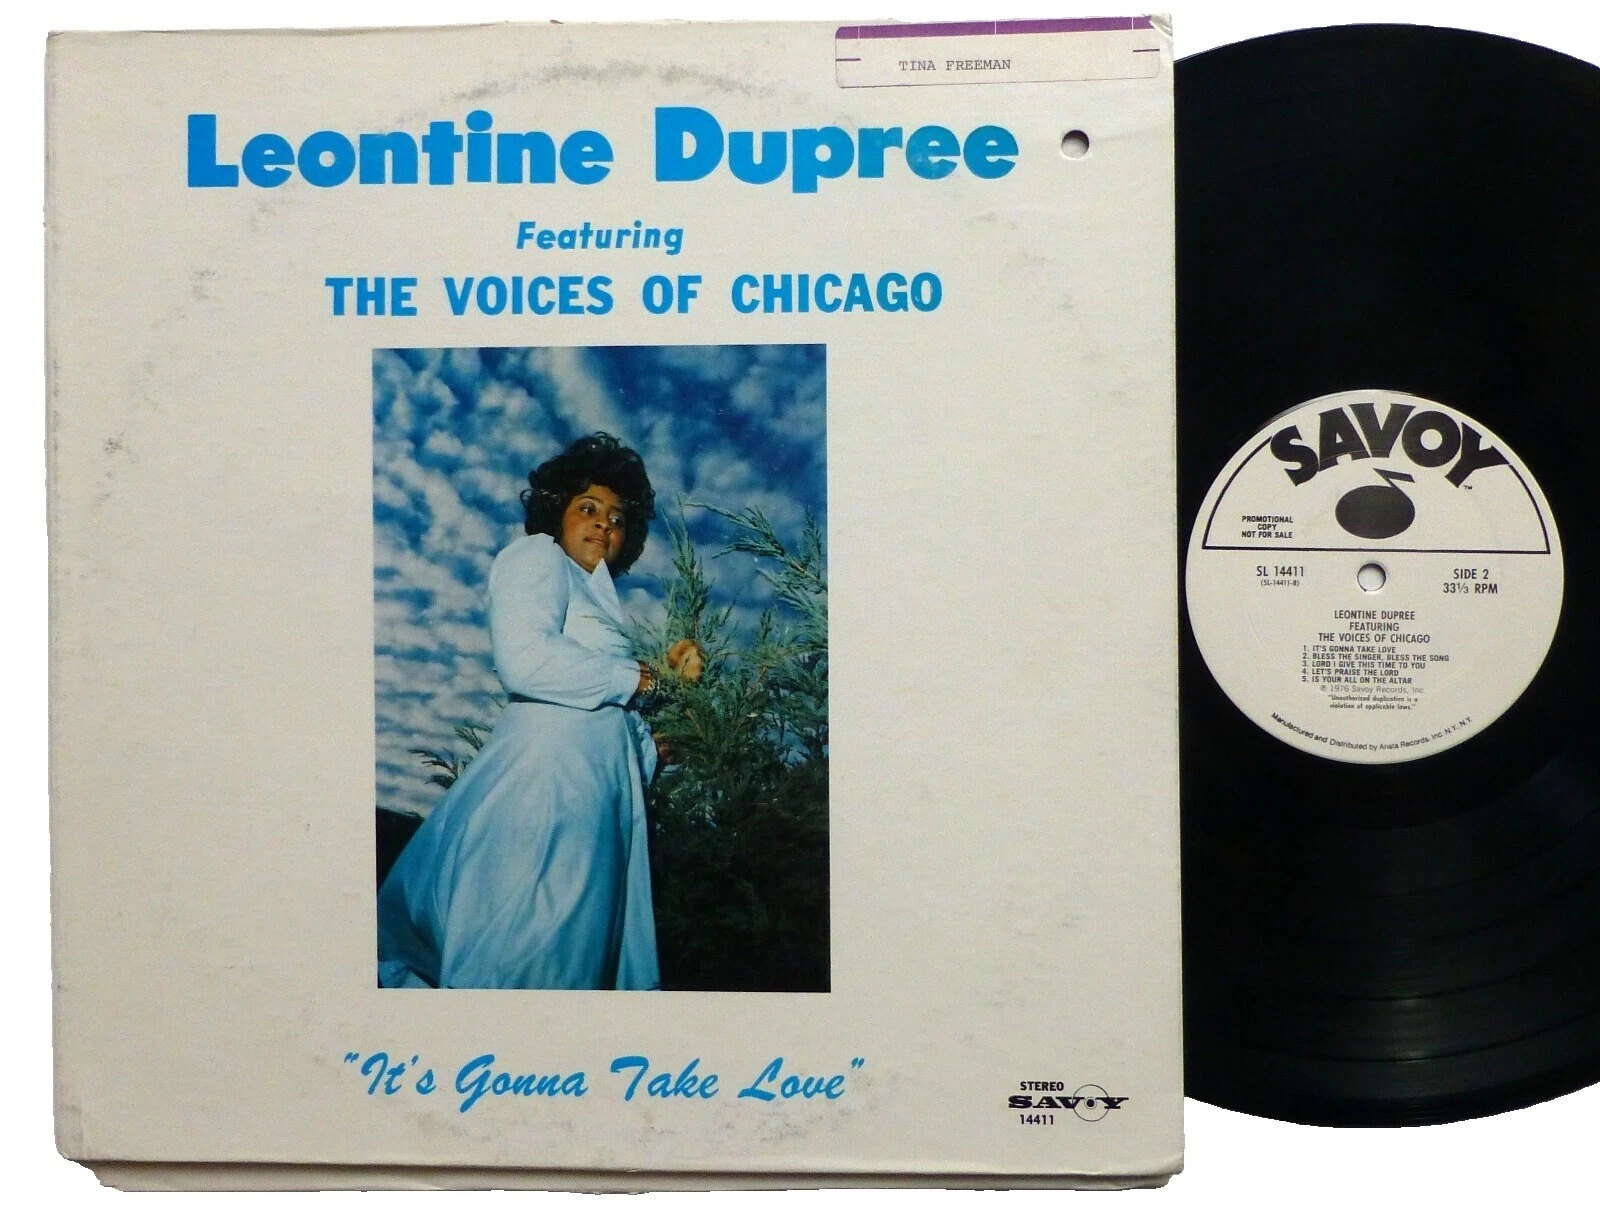 TINA FREEMAN
Leontine Dupree
Featuring
THE VOICES OF CHICAGO
"It's Gonna Take Love"
STEREO
SAVOY
14411
SAVOY™
PROMOTIONAL
COPY
NOT FOR SALE
SL 14411
(SL-14411-B)
SIDE 2
33⅓ RPM
LEONTINE DUPREE
FEATURING
THE VOICES OF CHICAGO
1. IT'S GONNA TAKE LOVE
2. BLESS THE SINGER, BLESS THE SONG
3. LORD I GIVE THIS TIME TO YOU
4. LET'S PRAISE THE LORD
5. IS YOUR ALL ON THE ALTAR
℗ 1976 Savoy Records, Inc.
"Unauthorized duplication is a
violation of applicable laws."
Manufactured and Distributed by Arista Records, Inc. N.Y. N.Y.